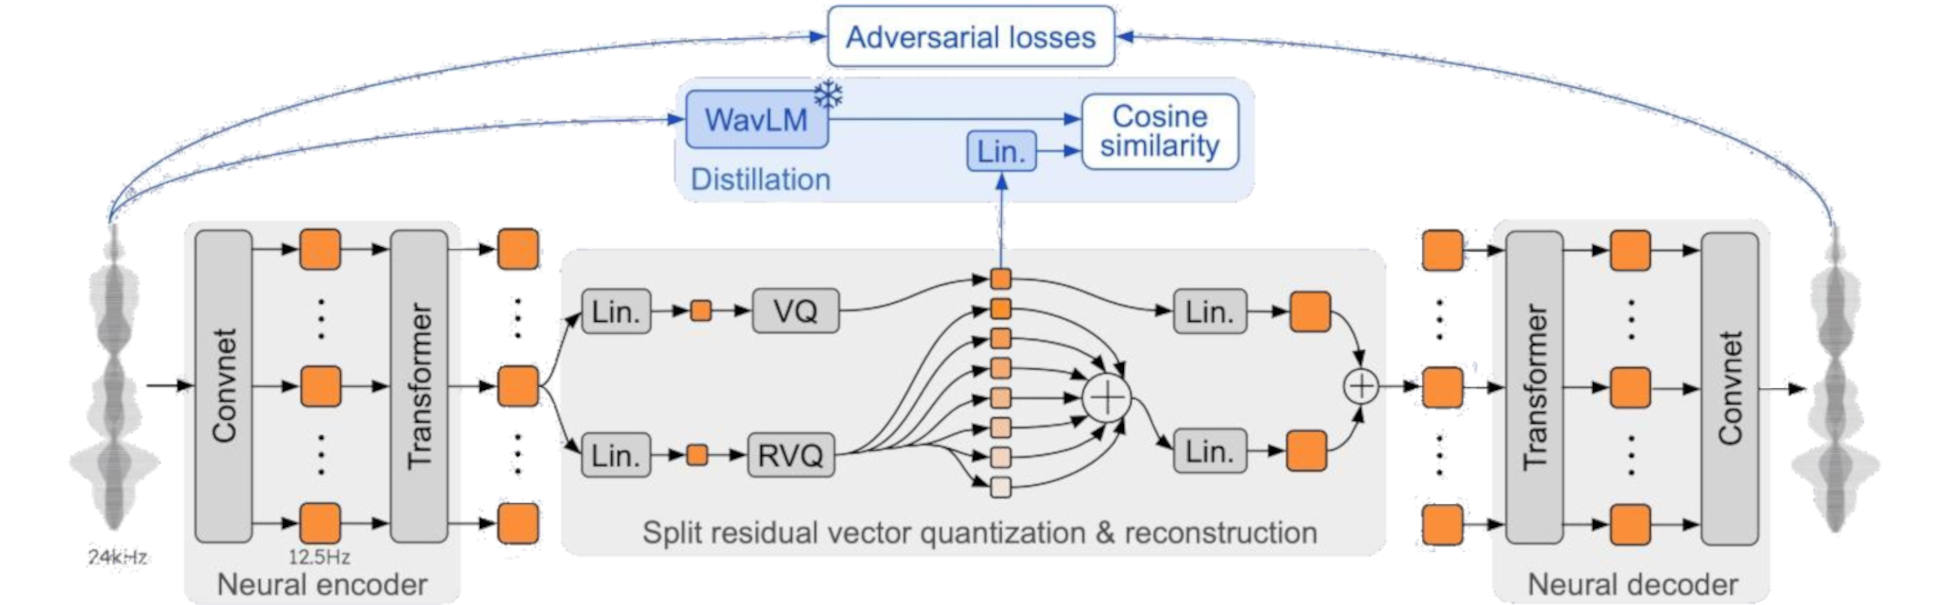 Adversarial losses
WavLM
Cosine
similarity
Lin.
Distillation
Convnet
Transformer
Lin.
VQ
Lin.
Lin.
RVQ
Lin.
Transformer
Convnet
Split residual vector quantization & reconstruction
24kHz
12.5Hz
Neural encoder
Neural decoder